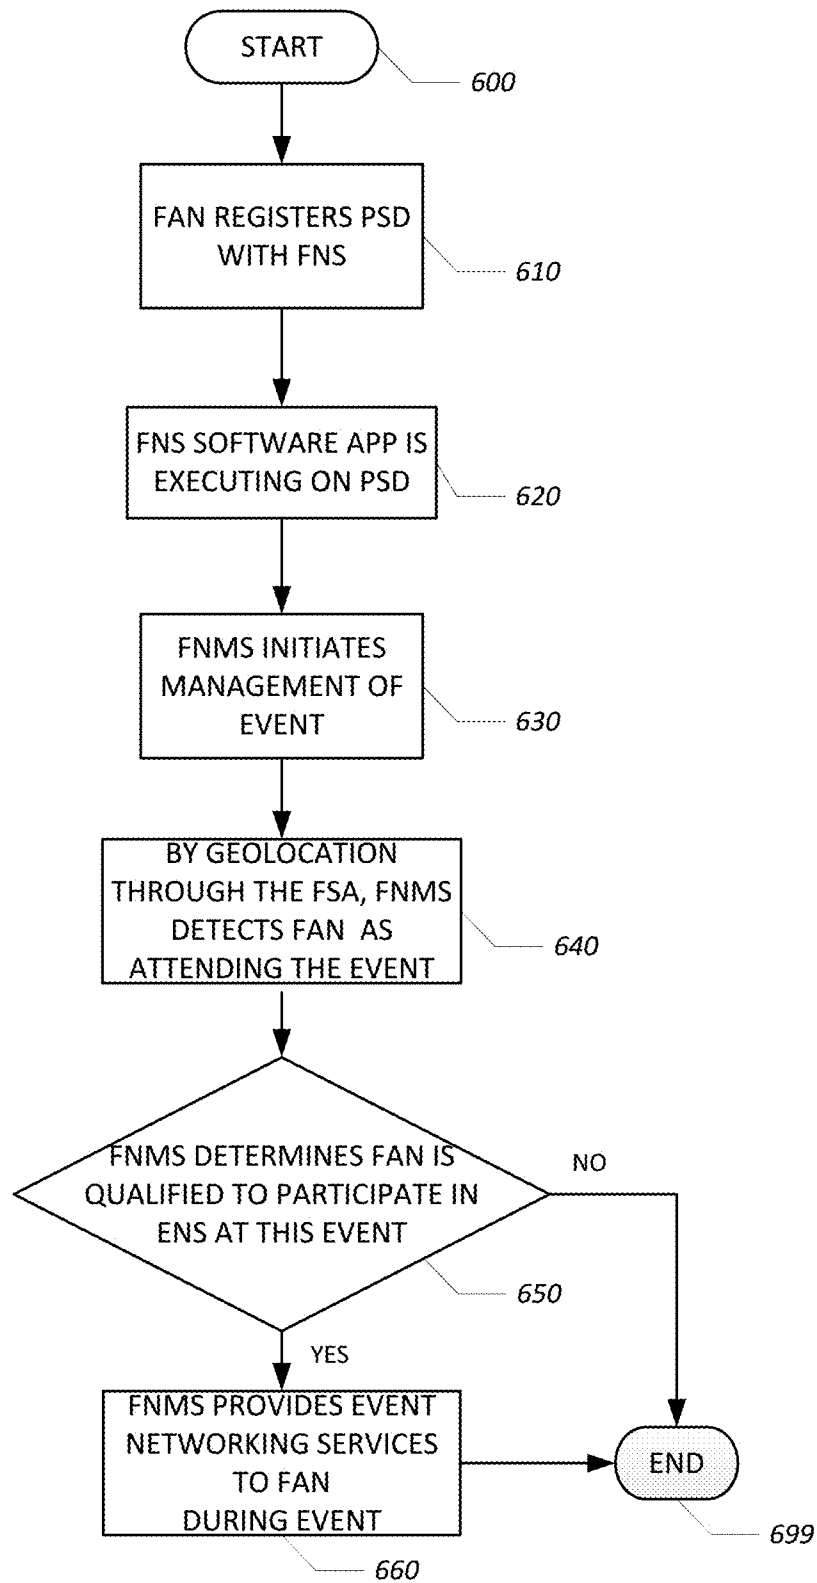 START
600
FAN REGISTERS PSD
WITH FNS
610
FNS SOFTWARE APP IS
EXECUTING ON PSD
620
FNMS INITIATES
MANAGEMENT OF
EVENT
630
BY GEOLOCATION
THROUGH THE FSA, FNMS
DETECTS FAN AS
ATTENDING THE EVENT
640
FNMS DETERMINES FAN IS
QUALIFIED TO PARTICIPATE IN
ENS AT THIS EVENT
NO
650
YES
FNMS PROVIDES EVENT
NETWORKING SERVICES
TO FAN
DURING EVENT
660
END
699